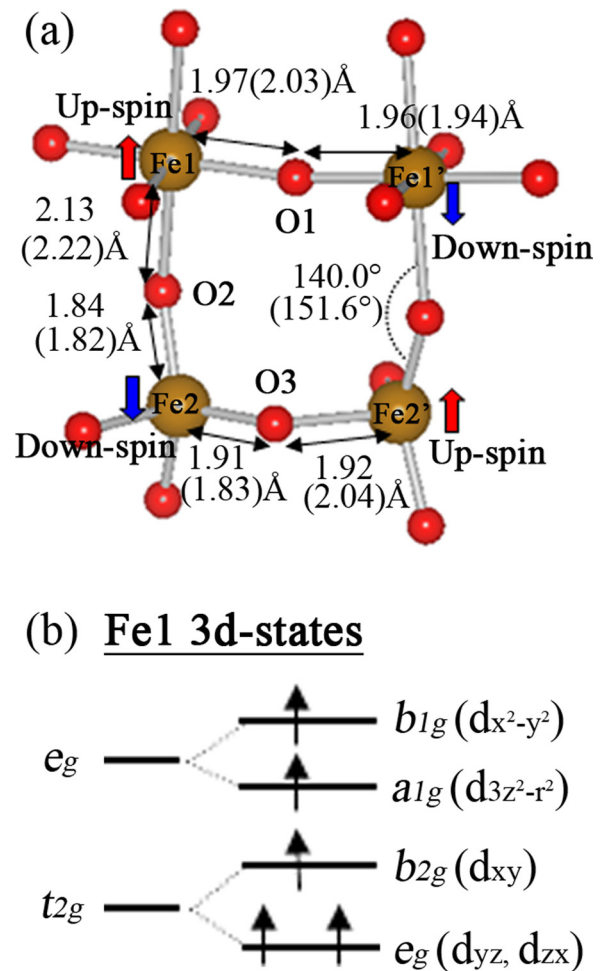 (a)
1.97(2.03)Å
Up-spin
1.96(1.94)Å
Fe1
Fe1’
O1
2.13
(2.22)Å
Down-spin
140.0°
(151.6°)
O2
1.84
(1.82)Å
O3
Fe2
Fe2’
Down-spin
Up-spin
1.91
(1.83)Å
1.92
(2.04)Å
(b) Fe1 3d-states
b1g (dx²-y²)
eg
a1g (d3z²-r²)
b2g (dxy)
t2g
eg (dyz, dzx)